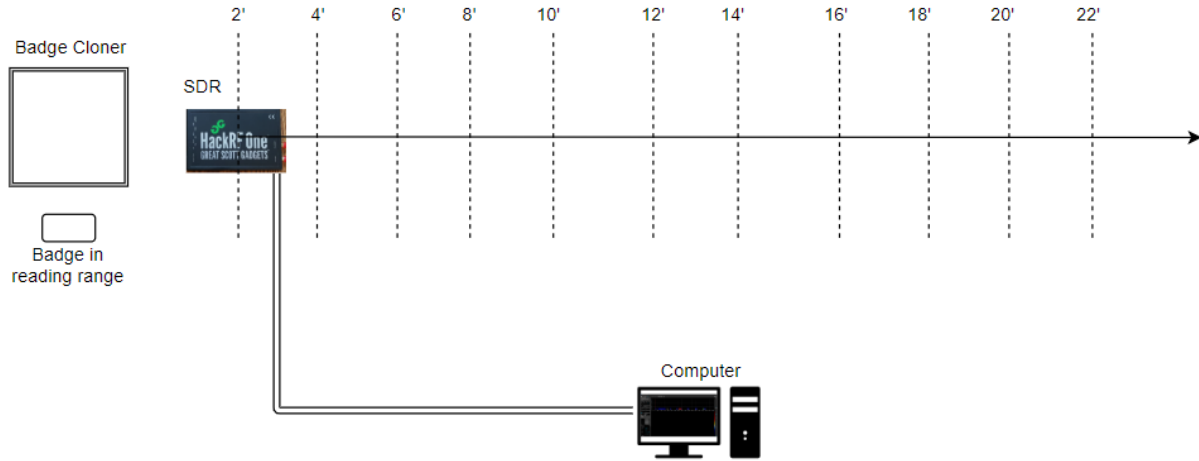 2' 4' 6' 8' 10' 12' 14' 16' 18' 20' 22'
Badge Cloner
SDR
HackRF One
GREAT SCOTT GADGETS
Badge in
reading range
Computer